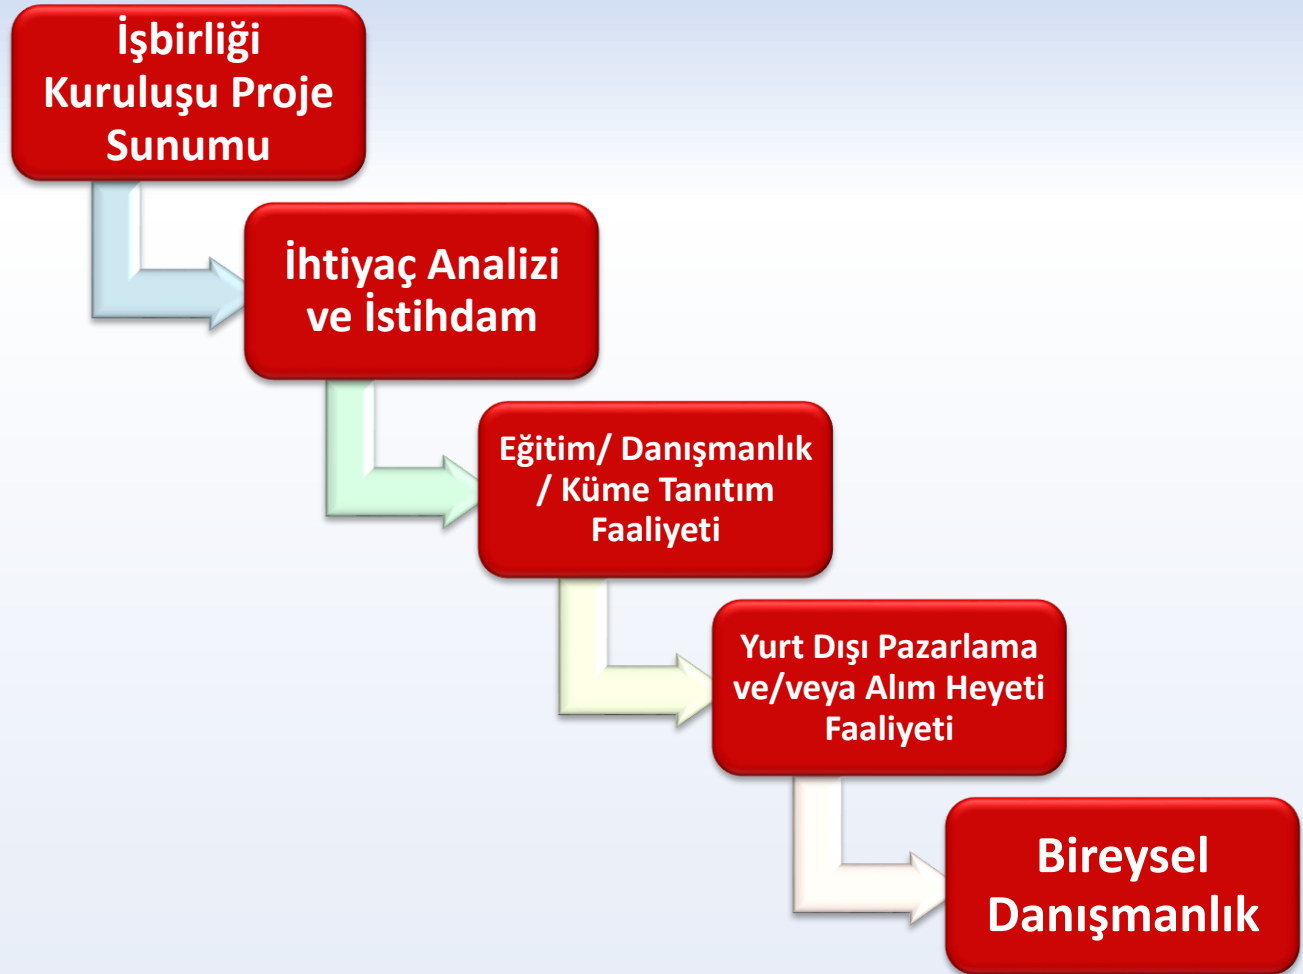 İşbirliği
Kuruluşu Proje
Sunumu
İhtiyaç Analizi
ve İstihdam
Eğitim/ Danışmanlık
/ Küme Tanıtım
Faaliyeti
Yurt Dışı Pazarlama
ve/veya Alım Heyeti
Faaliyeti
Bireysel
Danışmanlık